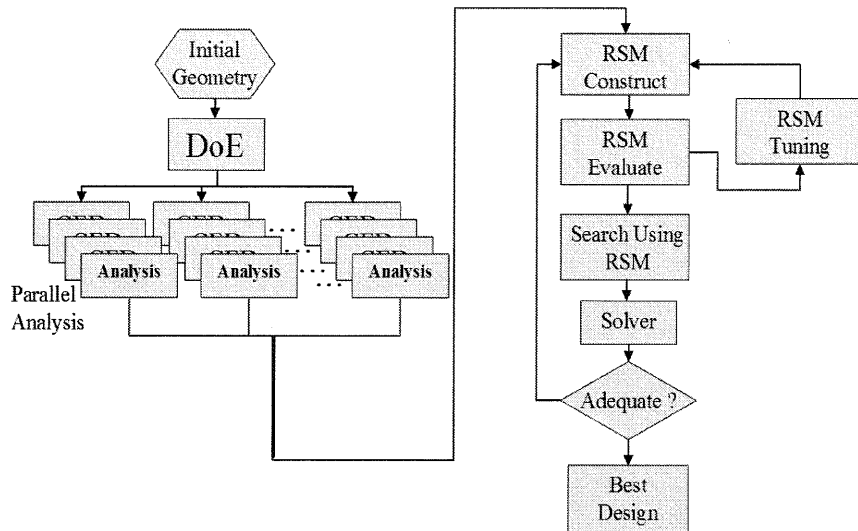 Initial
Geometry
DoE
Analysis
Analysis
Analysis
Parallel
Analysis
RSM
Construct
RSM
Evaluate
RSM
Tuning
Search Using
RSM
Solver
Adequate ?
Best
Design